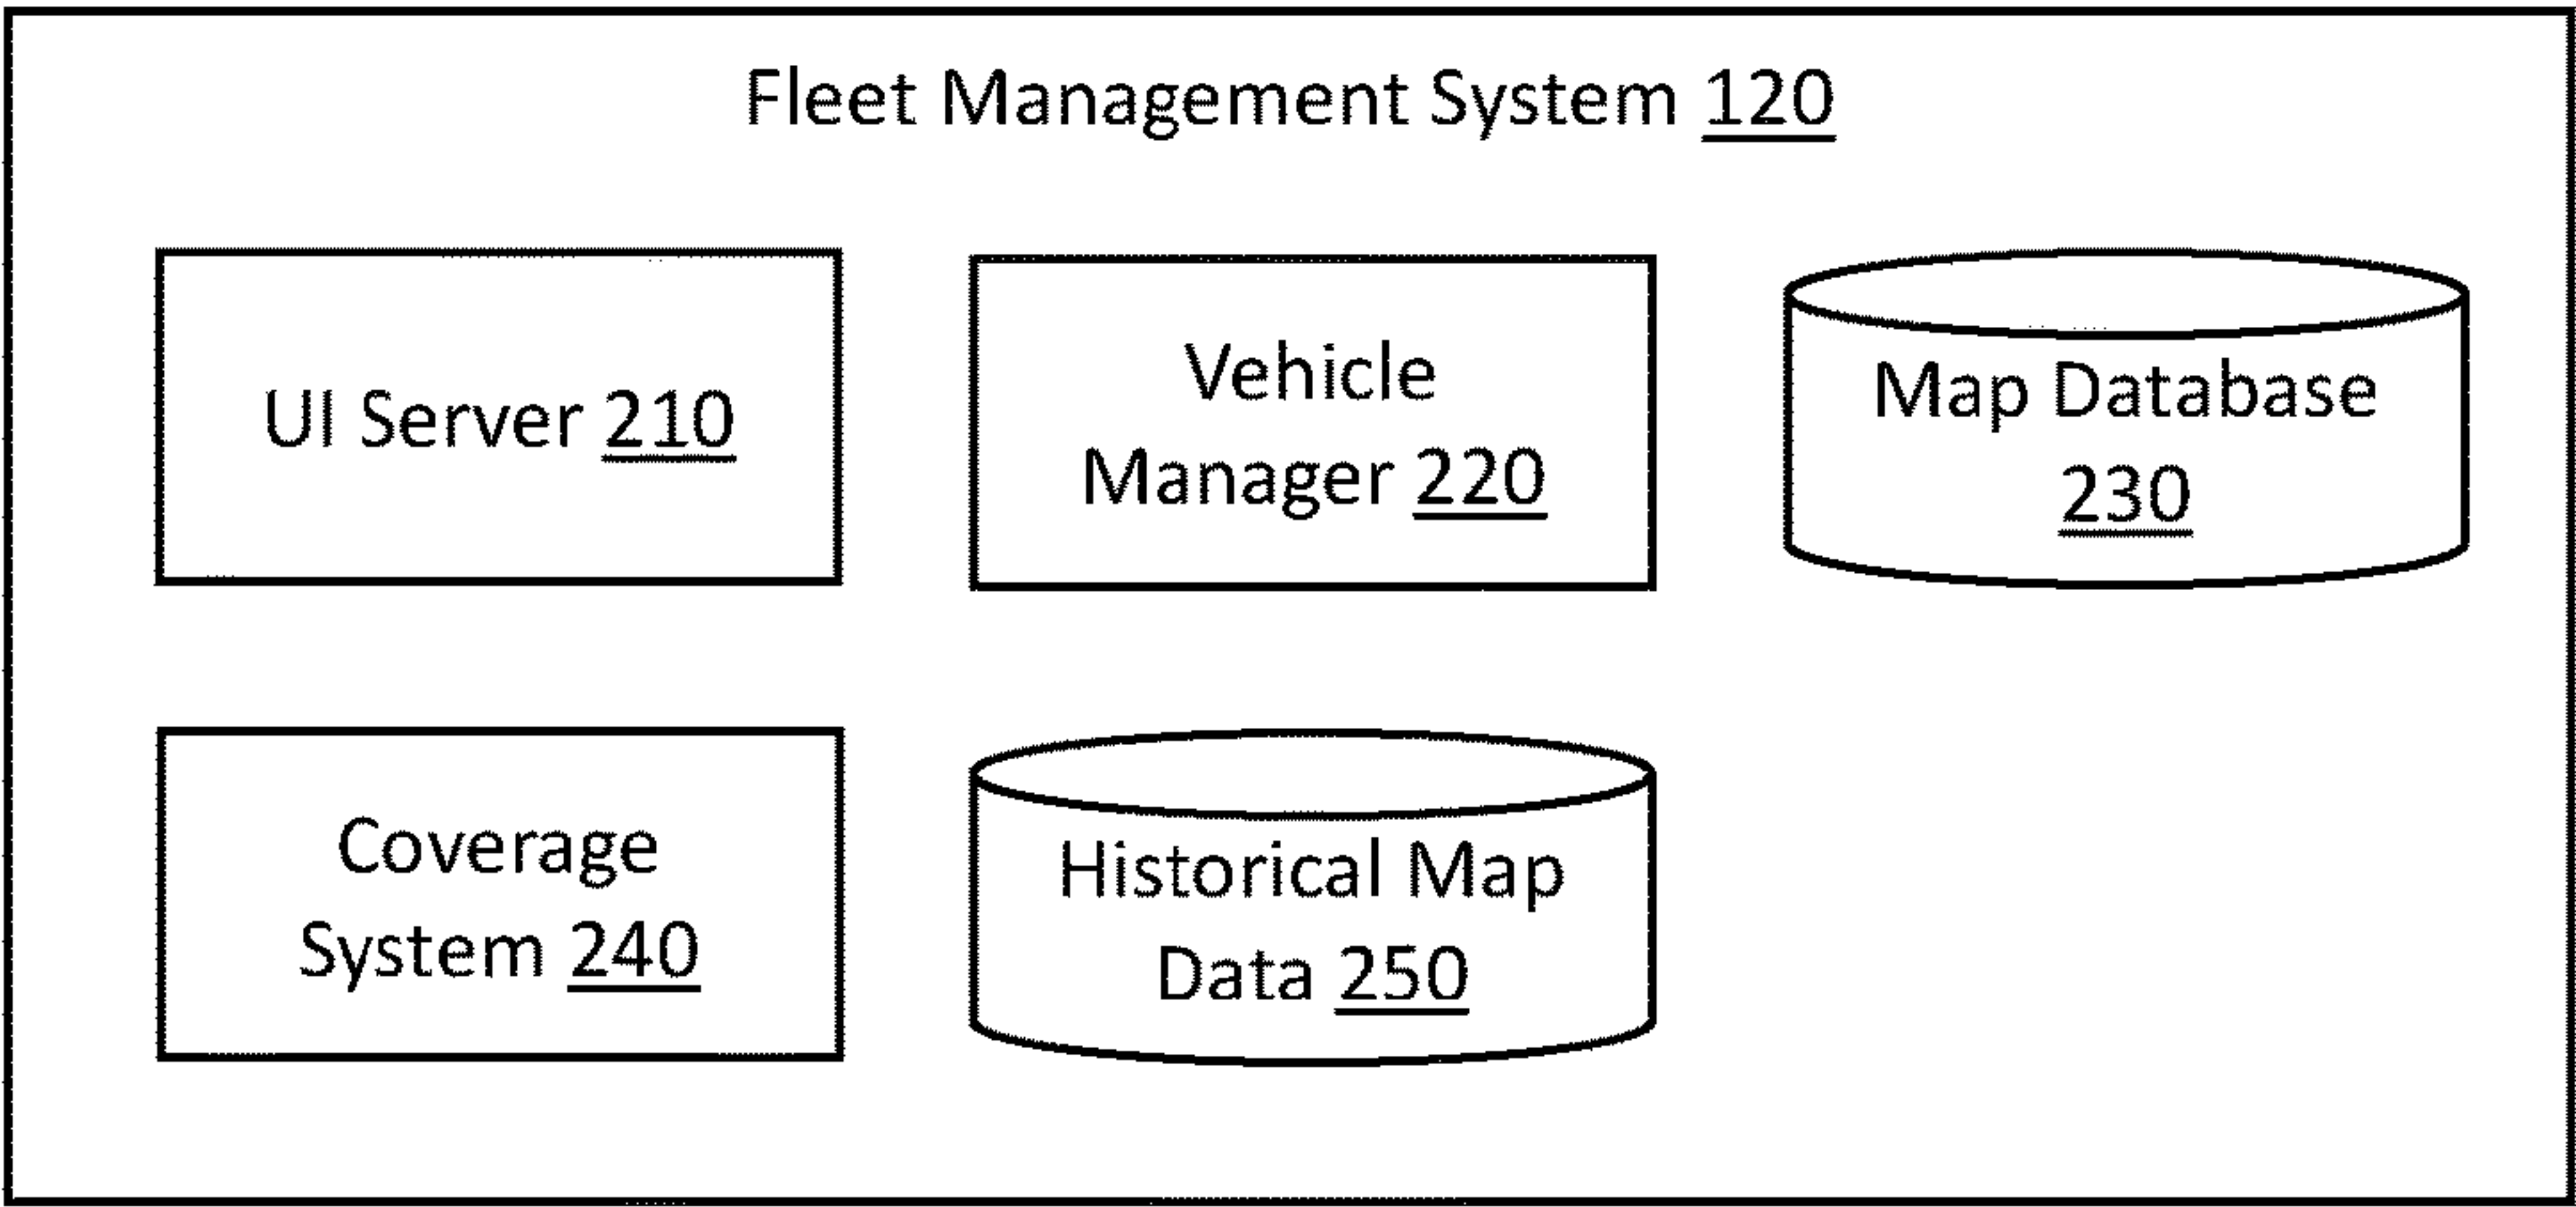 Fleet Management System 120
UI Server 210
Vehicle
Manager 220
Map Database
230
Coverage
System 240
Historical Map
Data 250